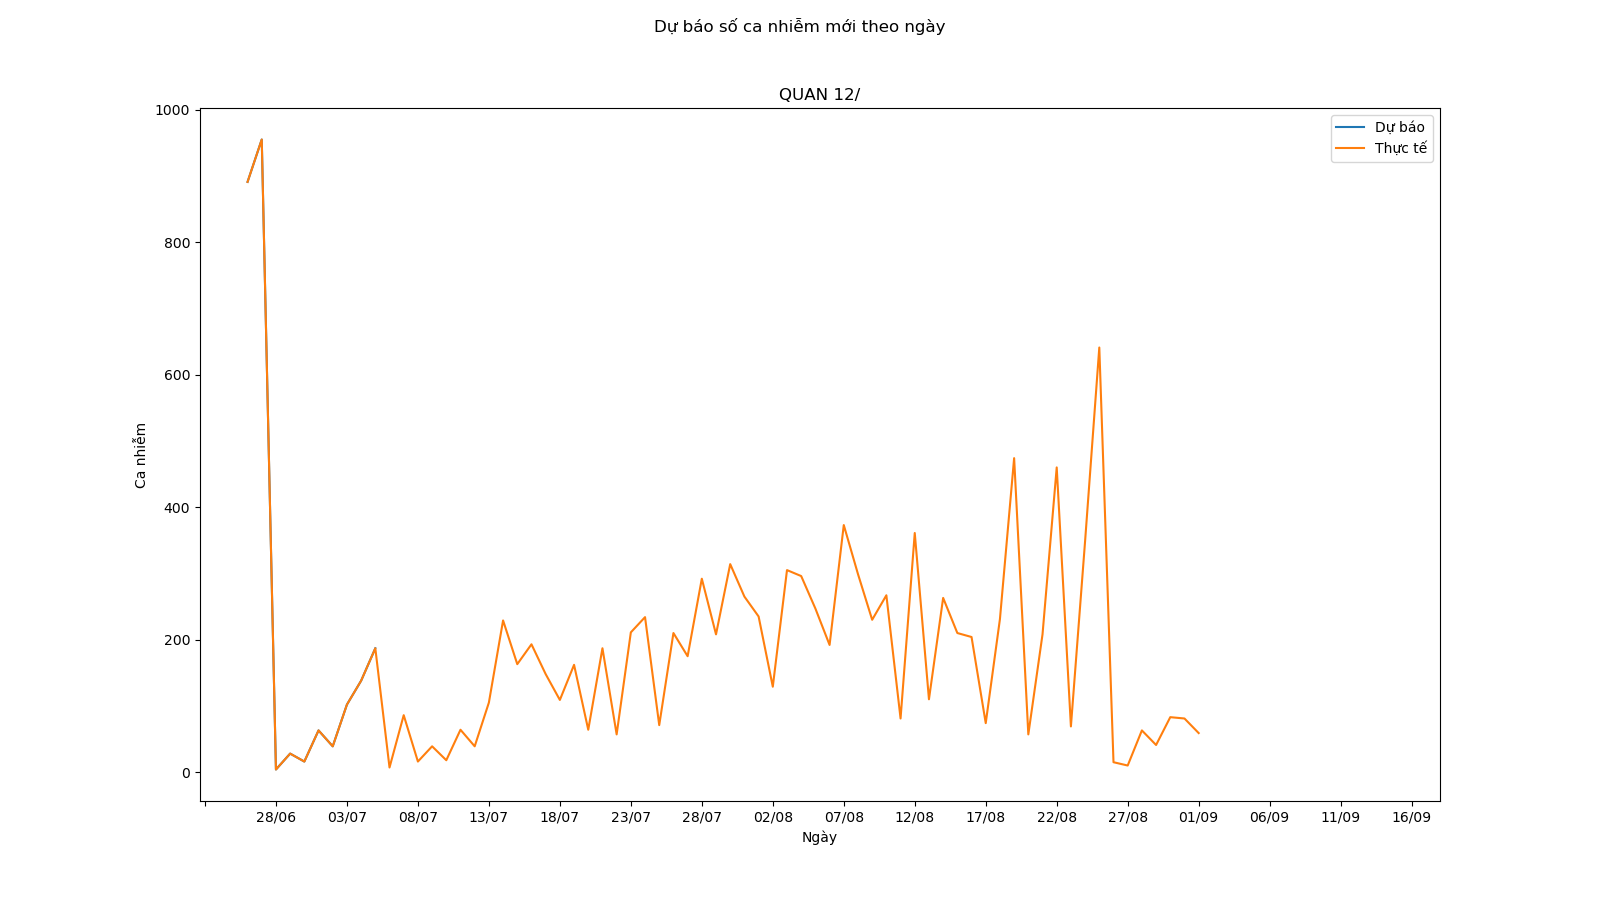 Dự báo số ca nhiễm mới theo ngày
QUAN 12/
Dự báo
Thực tế
1000
800
600
400
200
0
Ca nhiễm
28/06 03/07 08/07 13/07 18/07 23/07 28/07 02/08 07/08 12/08 17/08 22/08 27/08 01/09 06/09 11/09 16/09
Ngày